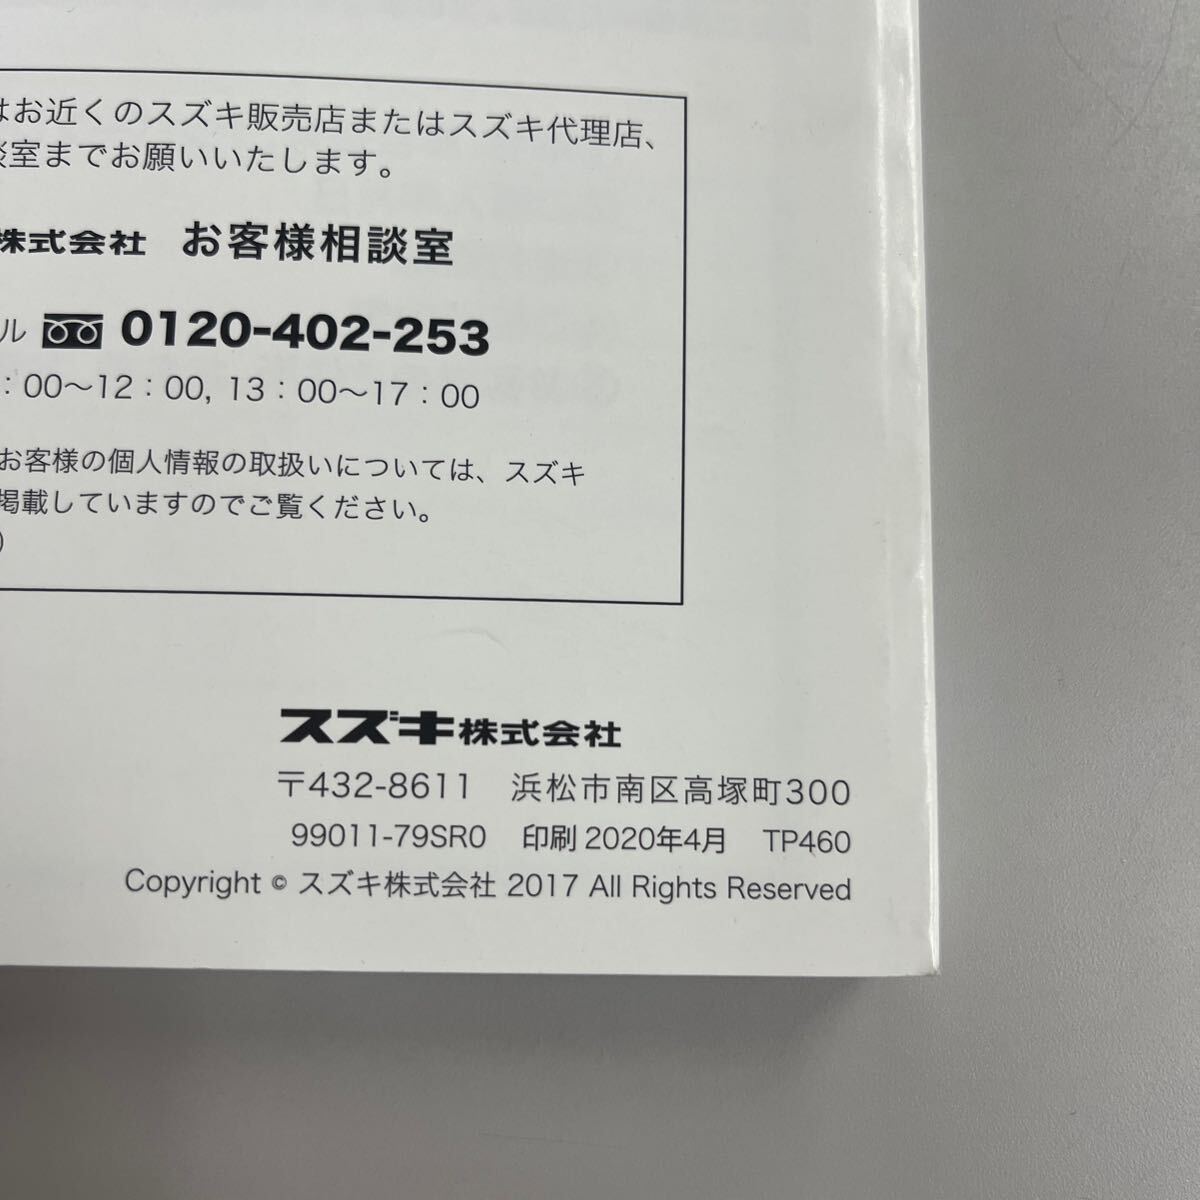 はお近くのスズキ販売店またはスズキ代理店、
談室までお願いいたします。
株式会社 お客様相談室
ル 0120-402-253
:00〜12:00, 13:00〜17:00
お客様の個人情報の取扱いについては、スズキ
掲載していますのでご覧ください。
)
スズキ株式会社
〒432-8611 浜松市南区高塚町300
99011-79SR0 印刷 2020年4月 TP460
Copyright © スズキ株式会社 2017 All Rights Reserved